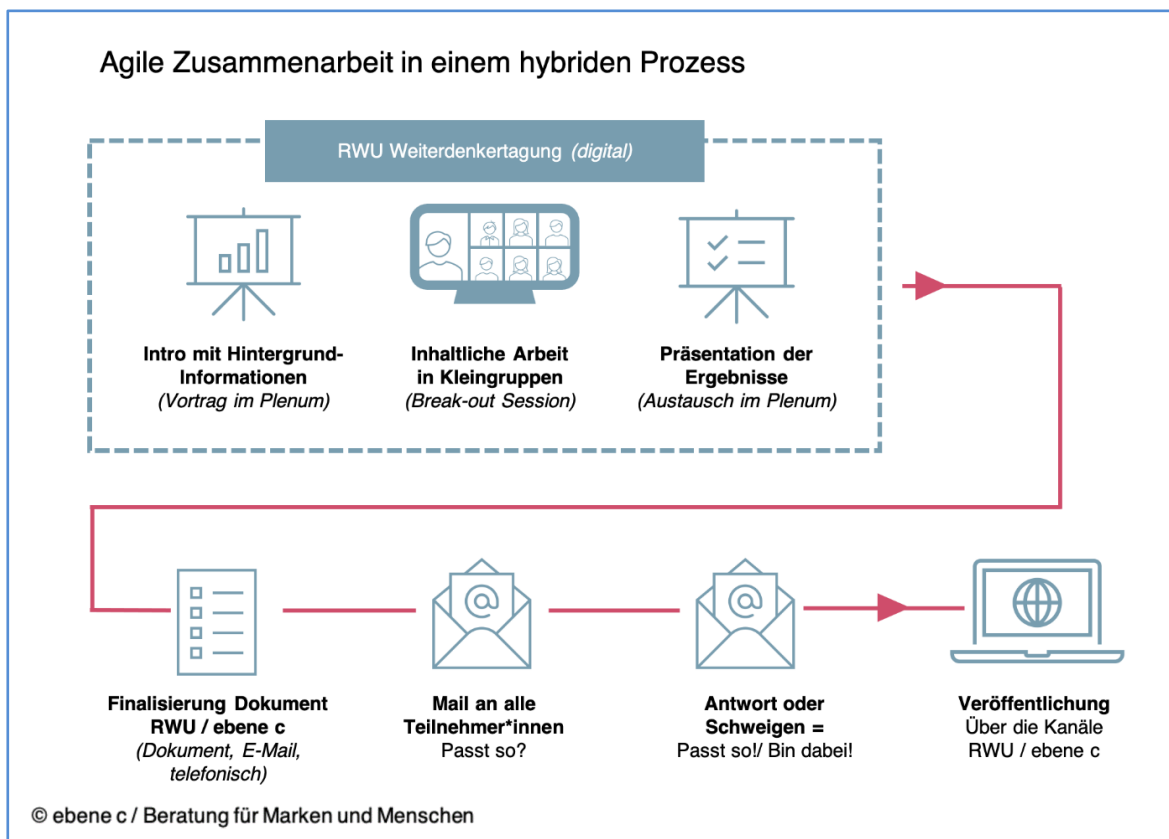 Agile Zusammenarbeit in einem hybriden Prozess
RWU Weiterdenkertagung (digital)
Intro mit Hintergrund-
Informationen
(Vortrag im Plenum)
Inhaltliche Arbeit
in Kleingruppen
(Break-out Session)
Präsentation der
Ergebnisse
(Austausch im Plenum)
Finalisierung Dokument
RWU / ebene c
(Dokument, E-Mail,
telefonisch)
@
Mail an alle
Teilnehmer*innen
Passt so?
@
Antwort oder
Schweigen =
Passt so!/ Bin dabei!
Veröffentlichung
Über die Kanäle
RWU / ebene c
© ebene c / Beratung für Marken und Menschen